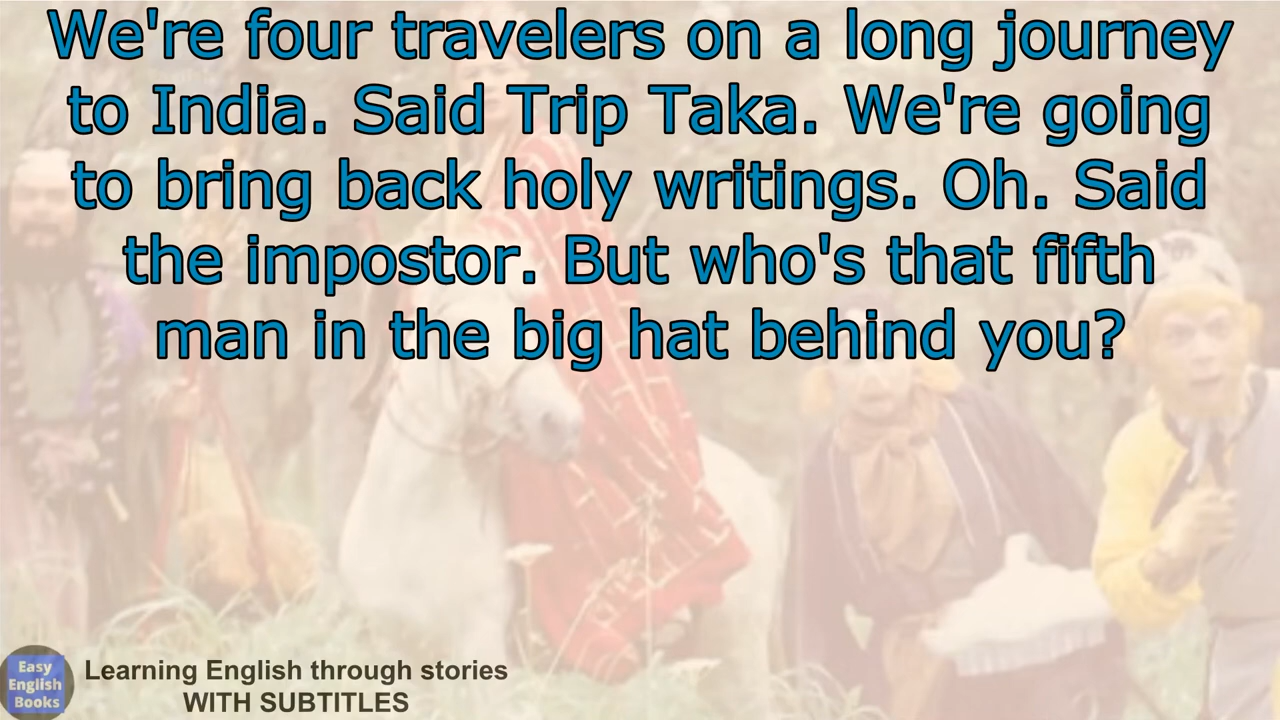 We're four travelers on a long journey
to India. Said Trip Taka. We're going
to bring back holy writings. Oh. Said
the impostor. But who's that fifth
man in the big hat behind you?
Easy
English
Books
Learning English through stories
WITH SUBTITLES